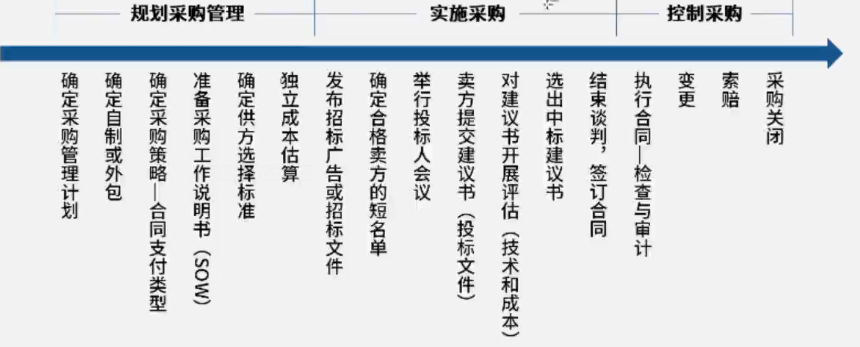 规划采购管理
实施采购
控制采购
确定采购管理计划
确定自制或外包
确定采购策略—合同支付类型
准备采购工作说明书（SOW）
确定供方选择标准
独立成本估算
发布招标广告或招标文件
确定合格卖方的短名单
举行投标人会议
卖方提交建议书（投标文件）
对建议书开展评估（技术和成本）
选出中标建议书
结束谈判，签订合同
执行合同—检查与审计
变更
索赔
采购关闭